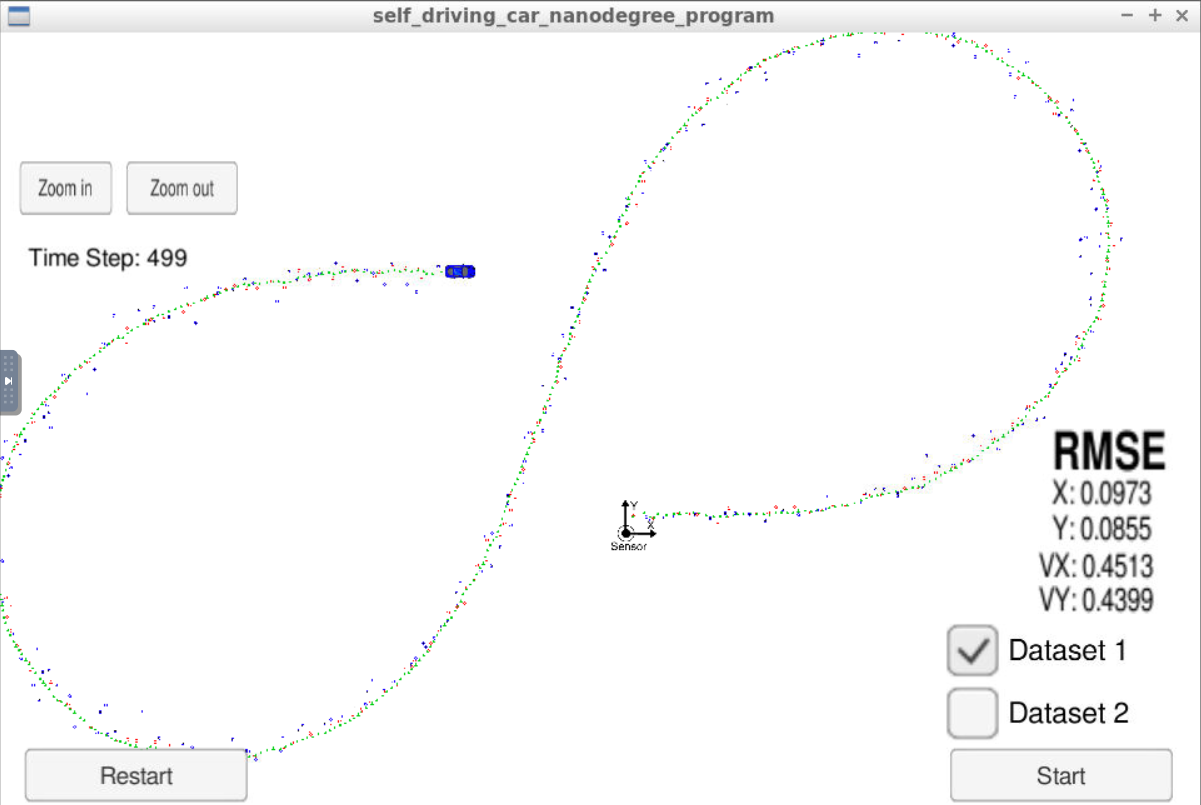 self_driving_car_nanodegree_program
Zoom in
Zoom out
Time Step: 499
Y
X
Sensor
RMSE
X: 0.0973
Y: 0.0855
VX: 0.4513
VY: 0.4399
Dataset 1
Dataset 2
Restart
Start